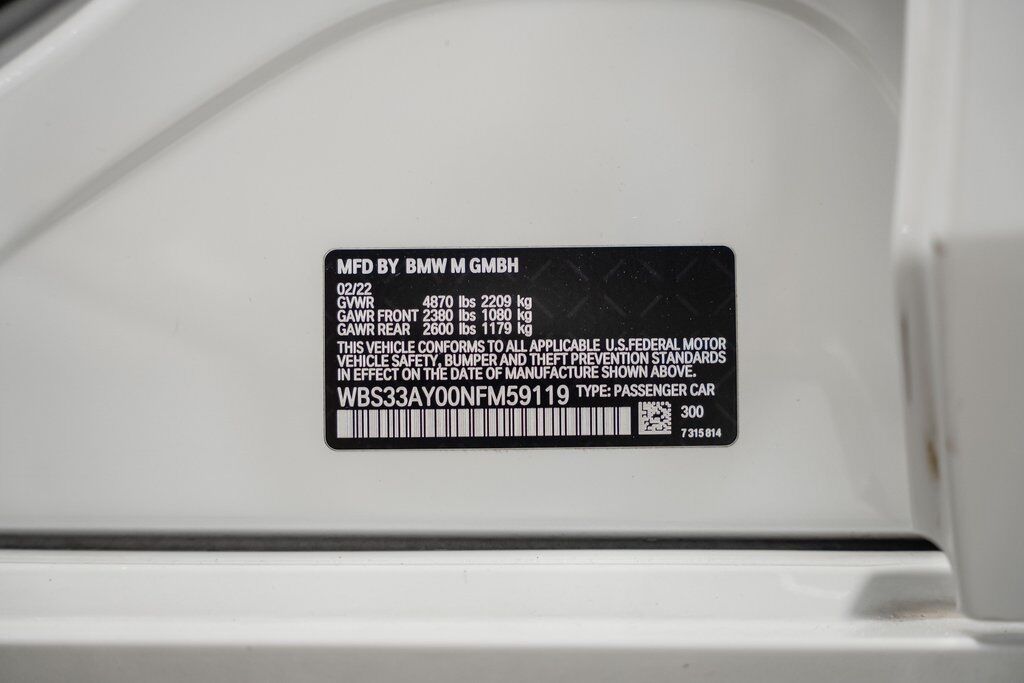 MFD BY BMW M GMBH
02/22
GVWR 4870 lbs 2209 kg
GAWR FRONT 2380 lbs 1080 kg
GAWR REAR 2600 lbs 1179 kg
THIS VEHICLE CONFORMS TO ALL APPLICABLE U.S.FEDERAL MOTOR
VEHICLE SAFETY, BUMPER AND THEFT PREVENTION STANDARDS
IN EFFECT ON THE DATE OF MANUFACTURE SHOWN ABOVE.
WBS33AY00NFM59119 TYPE: PASSENGER CAR
300
7 315 814